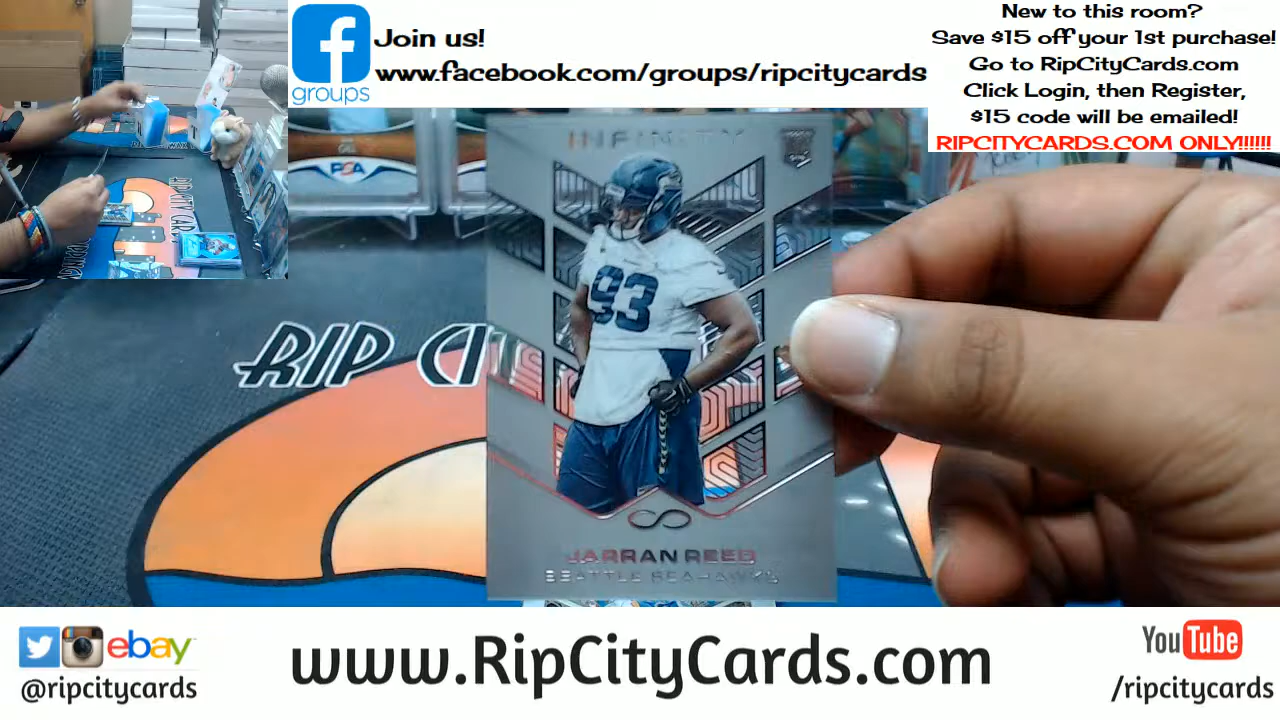 groups
Join us!
www.facebook.com/groups/ripcitycards
New to this room?
Save $15 off your 1st purchase!
Go to RipCityCards.com
Click Login, then Register,
$15 code will be emailed!
RIPCITYCARDS.COM ONLY!!!!!!
PSA
INFINITY
93
RIP CIT
JARRAN REED
SEATTLE SEAHAWKS
ebay
@ripcitycards
www.RipCityCards.com
YouTube
/ripcitycards